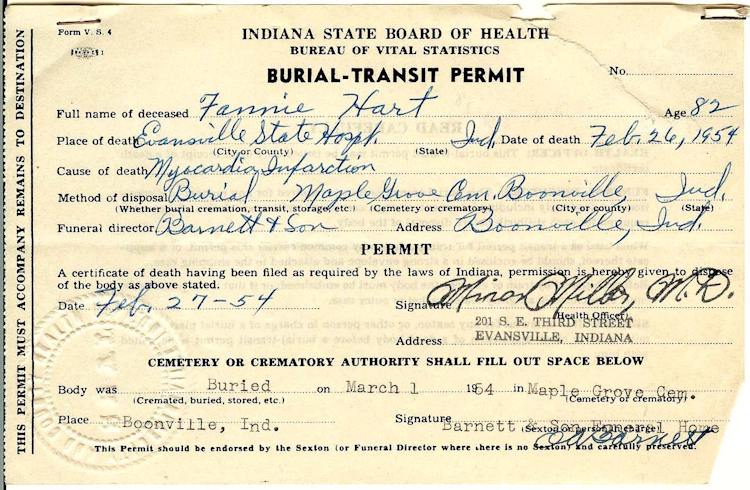 Form V. S. 4
INDIANA STATE BOARD OF HEALTH
BUREAU OF VITAL STATISTICS
BURIAL-TRANSIT PERMIT
No.
Full name of deceased Fannie Hart Age 82
Place of death Evansville State Hosp. Ind. Date of death Feb. 26, 1954
(City or County) (State)
Cause of death Myocardia Infarction
Method of disposal Burial Maple Grove Cem. Boonville, Ind.
(Whether burial cremation, transit, storage, etc.) (Cemetery or crematory) (City or county) (State)
Funeral director Barnett & Son Address Boonville, Ind.
PERMIT
A certificate of death having been filed as required by the laws of Indiana, permission is hereby given to dispose
of the body as above stated.
Date Feb. 27-54 Signature Minor Miller, M.D.
(Health Officer)
201 S. E. THIRD STREET
Address EVANSVILLE, INDIANA
CEMETERY OR CREMATORY AUTHORITY SHALL FILL OUT SPACE BELOW
Body was Buried on March 1 1954 in Maple Grove Cem.
(Cremated, buried, stored, etc.) (Cemetery or crematory)
Place Boonville, Ind. Signature Barnett & Son Funeral Home
(Sexton or person in charge)
Ed Barnett
This Permit should be endorsed by the Sexton (or Funeral Director where there is no Sexton) and carefully preserved.
THIS PERMIT MUST ACCOMPANY REMAINS TO DESTINATION